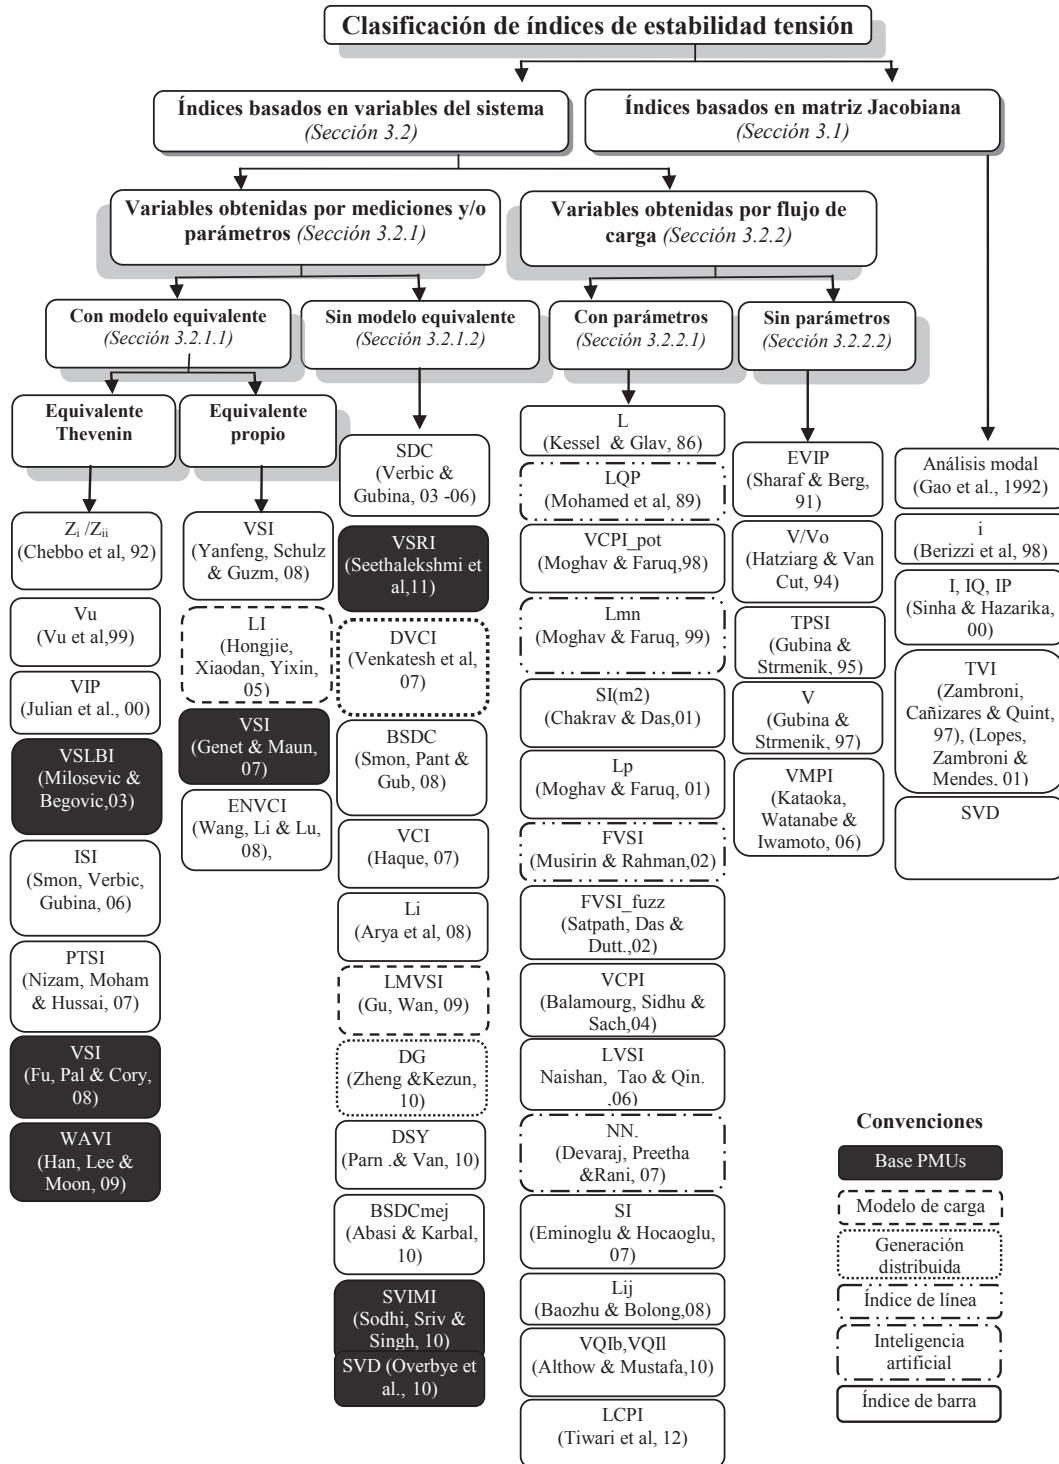 Clasificación de índices de estabilidad tensión
Índices basados en variables del sistema
(Sección 3.2)
Índices basados en matriz Jacobiana
(Sección 3.1)
Variables obtenidas por mediciones y/o
parámetros (Sección 3.2.1)
Variables obtenidas por flujo de
carga (Sección 3.2.2)
Con modelo equivalente
(Sección 3.2.1.1)
Sin modelo equivalente
(Sección 3.2.1.2)
Con parámetros
(Sección 3.2.2.1)
Sin parámetros
(Sección 3.2.2.2)
Equivalente
Thevenin
Equivalente
propio
Zi /Zii
(Chebbo et al, 92)
Vu
(Vu et al,99)
VIP
(Julian et al., 00)
VSLBI
(Milosevic &
Begovic,03)
ISI
(Smon, Verbic,
Gubina, 06)
PTSI
(Nizam, Moham
& Hussai, 07)
VSI
(Fu, Pal & Cory,
08)
WAVI
(Han, Lee &
Moon, 09)
VSI
(Yanfeng, Schulz
& Guzm, 08)
LI
(Hongjie,
Xiaodan, Yixin,
05)
VSI
(Genet & Maun,
07)
ENVCI
(Wang, Li & Lu,
08),
SDC
(Verbic &
Gubina, 03 -06)
VSRI
(Seethalekshmi et
al,11)
DVCI
(Venkatesh et al,
07)
BSDC
(Smon, Pant &
Gub, 08)
VCI
(Haque, 07)
Li
(Arya et al, 08)
LMVSI
(Gu, Wan, 09)
DG
(Zheng &Kezun,
10)
DSY
(Parn .& Van, 10)
BSDCmej
(Abasi & Karbal,
10)
SVIMI
(Sodhi, Sriv &
Singh, 10)
SVD (Overbye et
al., 10)
L
(Kessel & Glav, 86)
LQP
(Mohamed et al, 89)
VCPI_pot
(Moghav & Faruq,98)
Lmn
(Moghav & Faruq, 99)
SI(m2)
(Chakrav & Das,01)
Lp
(Moghav & Faruq, 01)
FVSI
(Musirin & Rahman,02)
FVSI_fuzz
(Satpath, Das &
Dutt.,02)
VCPI
(Balamourg, Sidhu &
Sach,04)
LVSI
Naishan, Tao & Qin.
,06)
NN.
(Devaraj, Preetha
&Rani, 07)
SI
(Eminoglu & Hocaoglu,
07)
Lij
(Baozhu & Bolong,08)
VQIb,VQIl
(Althow & Mustafa,10)
LCPI
(Tiwari et al, 12)
EVIP
(Sharaf & Berg,
91)
V/Vo
(Hatziarg & Van
Cut, 94)
TPSI
(Gubina &
Strmenik, 95)
V
(Gubina &
Strmenik, 97)
VMPI
(Kataoka,
Watanabe &
Iwamoto, 06)
Análisis modal
(Gao et al., 1992)
i
(Berizzi et al, 98)
I, IQ, IP
(Sinha & Hazarika,
00)
TVI
(Zambroni,
Cañizares & Quint,
97), (Lopes,
Zambroni &
Mendes, 01)
SVD
Convenciones
Base PMUs
Modelo de carga
Generación
distribuida
Índice de línea
Inteligencia
artificial
Índice de barra